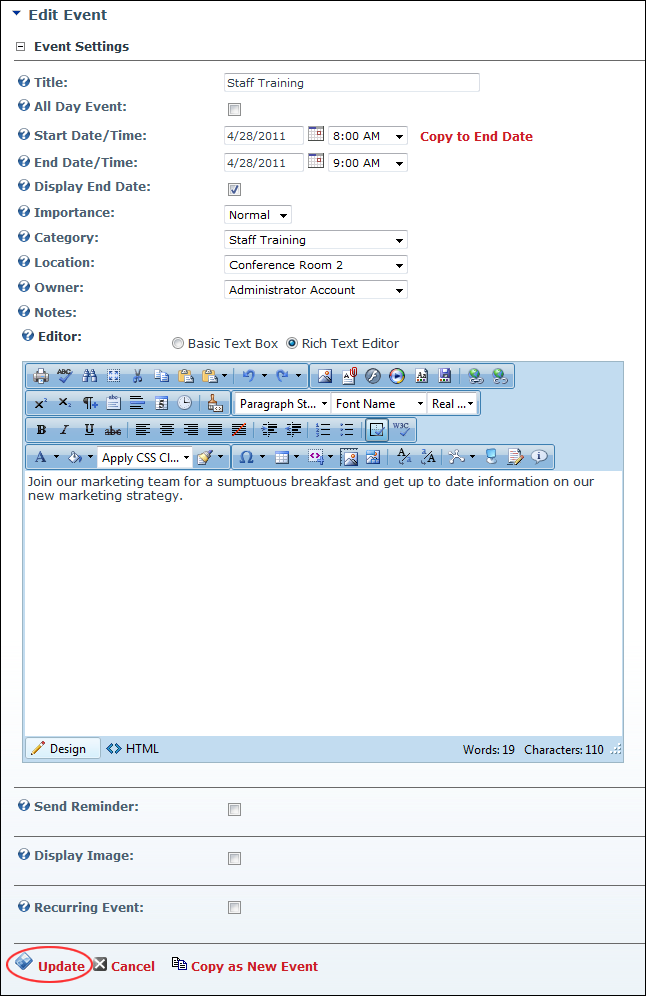 Edit Event
Event Settings
Title: Staff Training
All Day Event:
Start Date/Time: 4/28/2011 8:00 AM Copy to End Date
End Date/Time: 4/28/2011 9:00 AM
Display End Date:
Importance: Normal
Category: Staff Training
Location: Conference Room 2
Owner: Administrator Account
Notes:
Editor: Basic Text Box Rich Text Editor
Paragraph St... Font Name Real ...
B I U abc W3C
A Apply CSS Cl... Ω
Join our marketing team for a sumptuous breakfast and get up to date information on our
new marketing strategy.
Design HTML Words: 19 Characters: 110
Send Reminder:
Display Image:
Recurring Event:
Update Cancel Copy as New Event